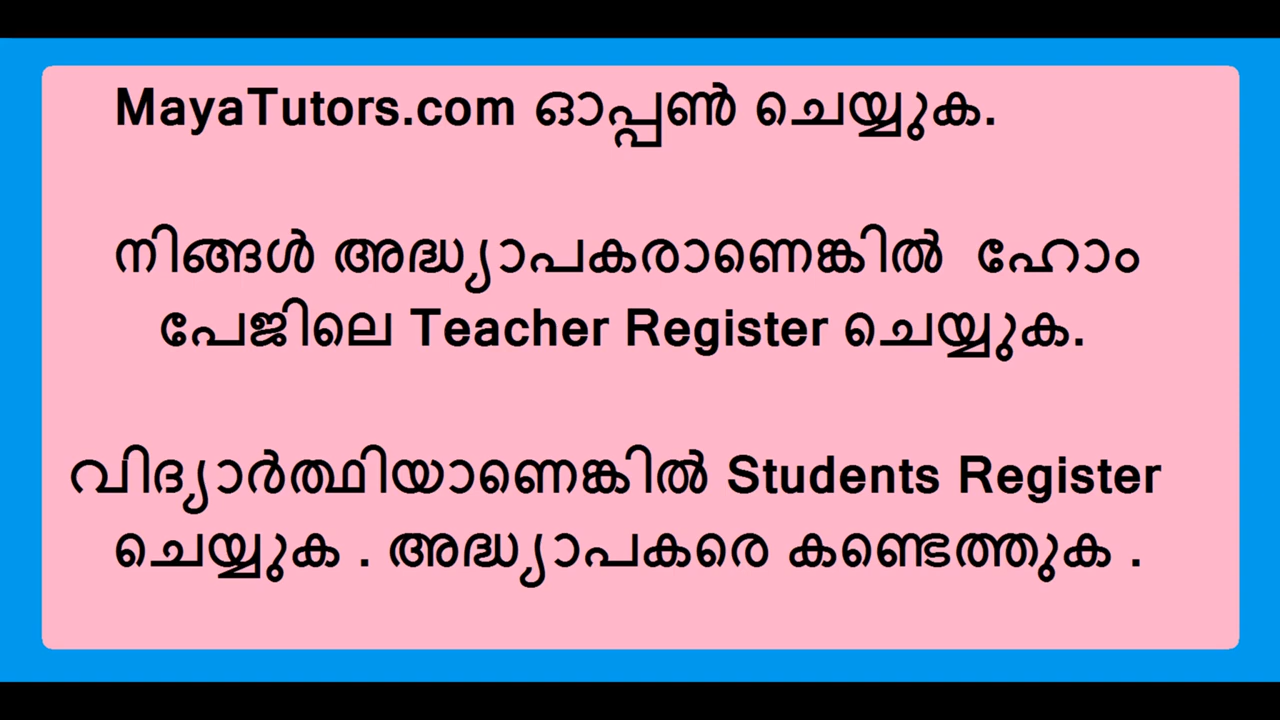 MayaTutors.com ഓപ്പൺ ചെയ്യുക.
നിങ്ങൾ അദ്ധ്യാപകരാണെങ്കിൽ ഹോം
പേജിലെ Teacher Register ചെയ്യുക.
വിദ്യാർത്ഥിയാണെങ്കിൽ Students Register
ചെയ്യുക . അദ്ധ്യാപകരെ കണ്ടെത്തുക .